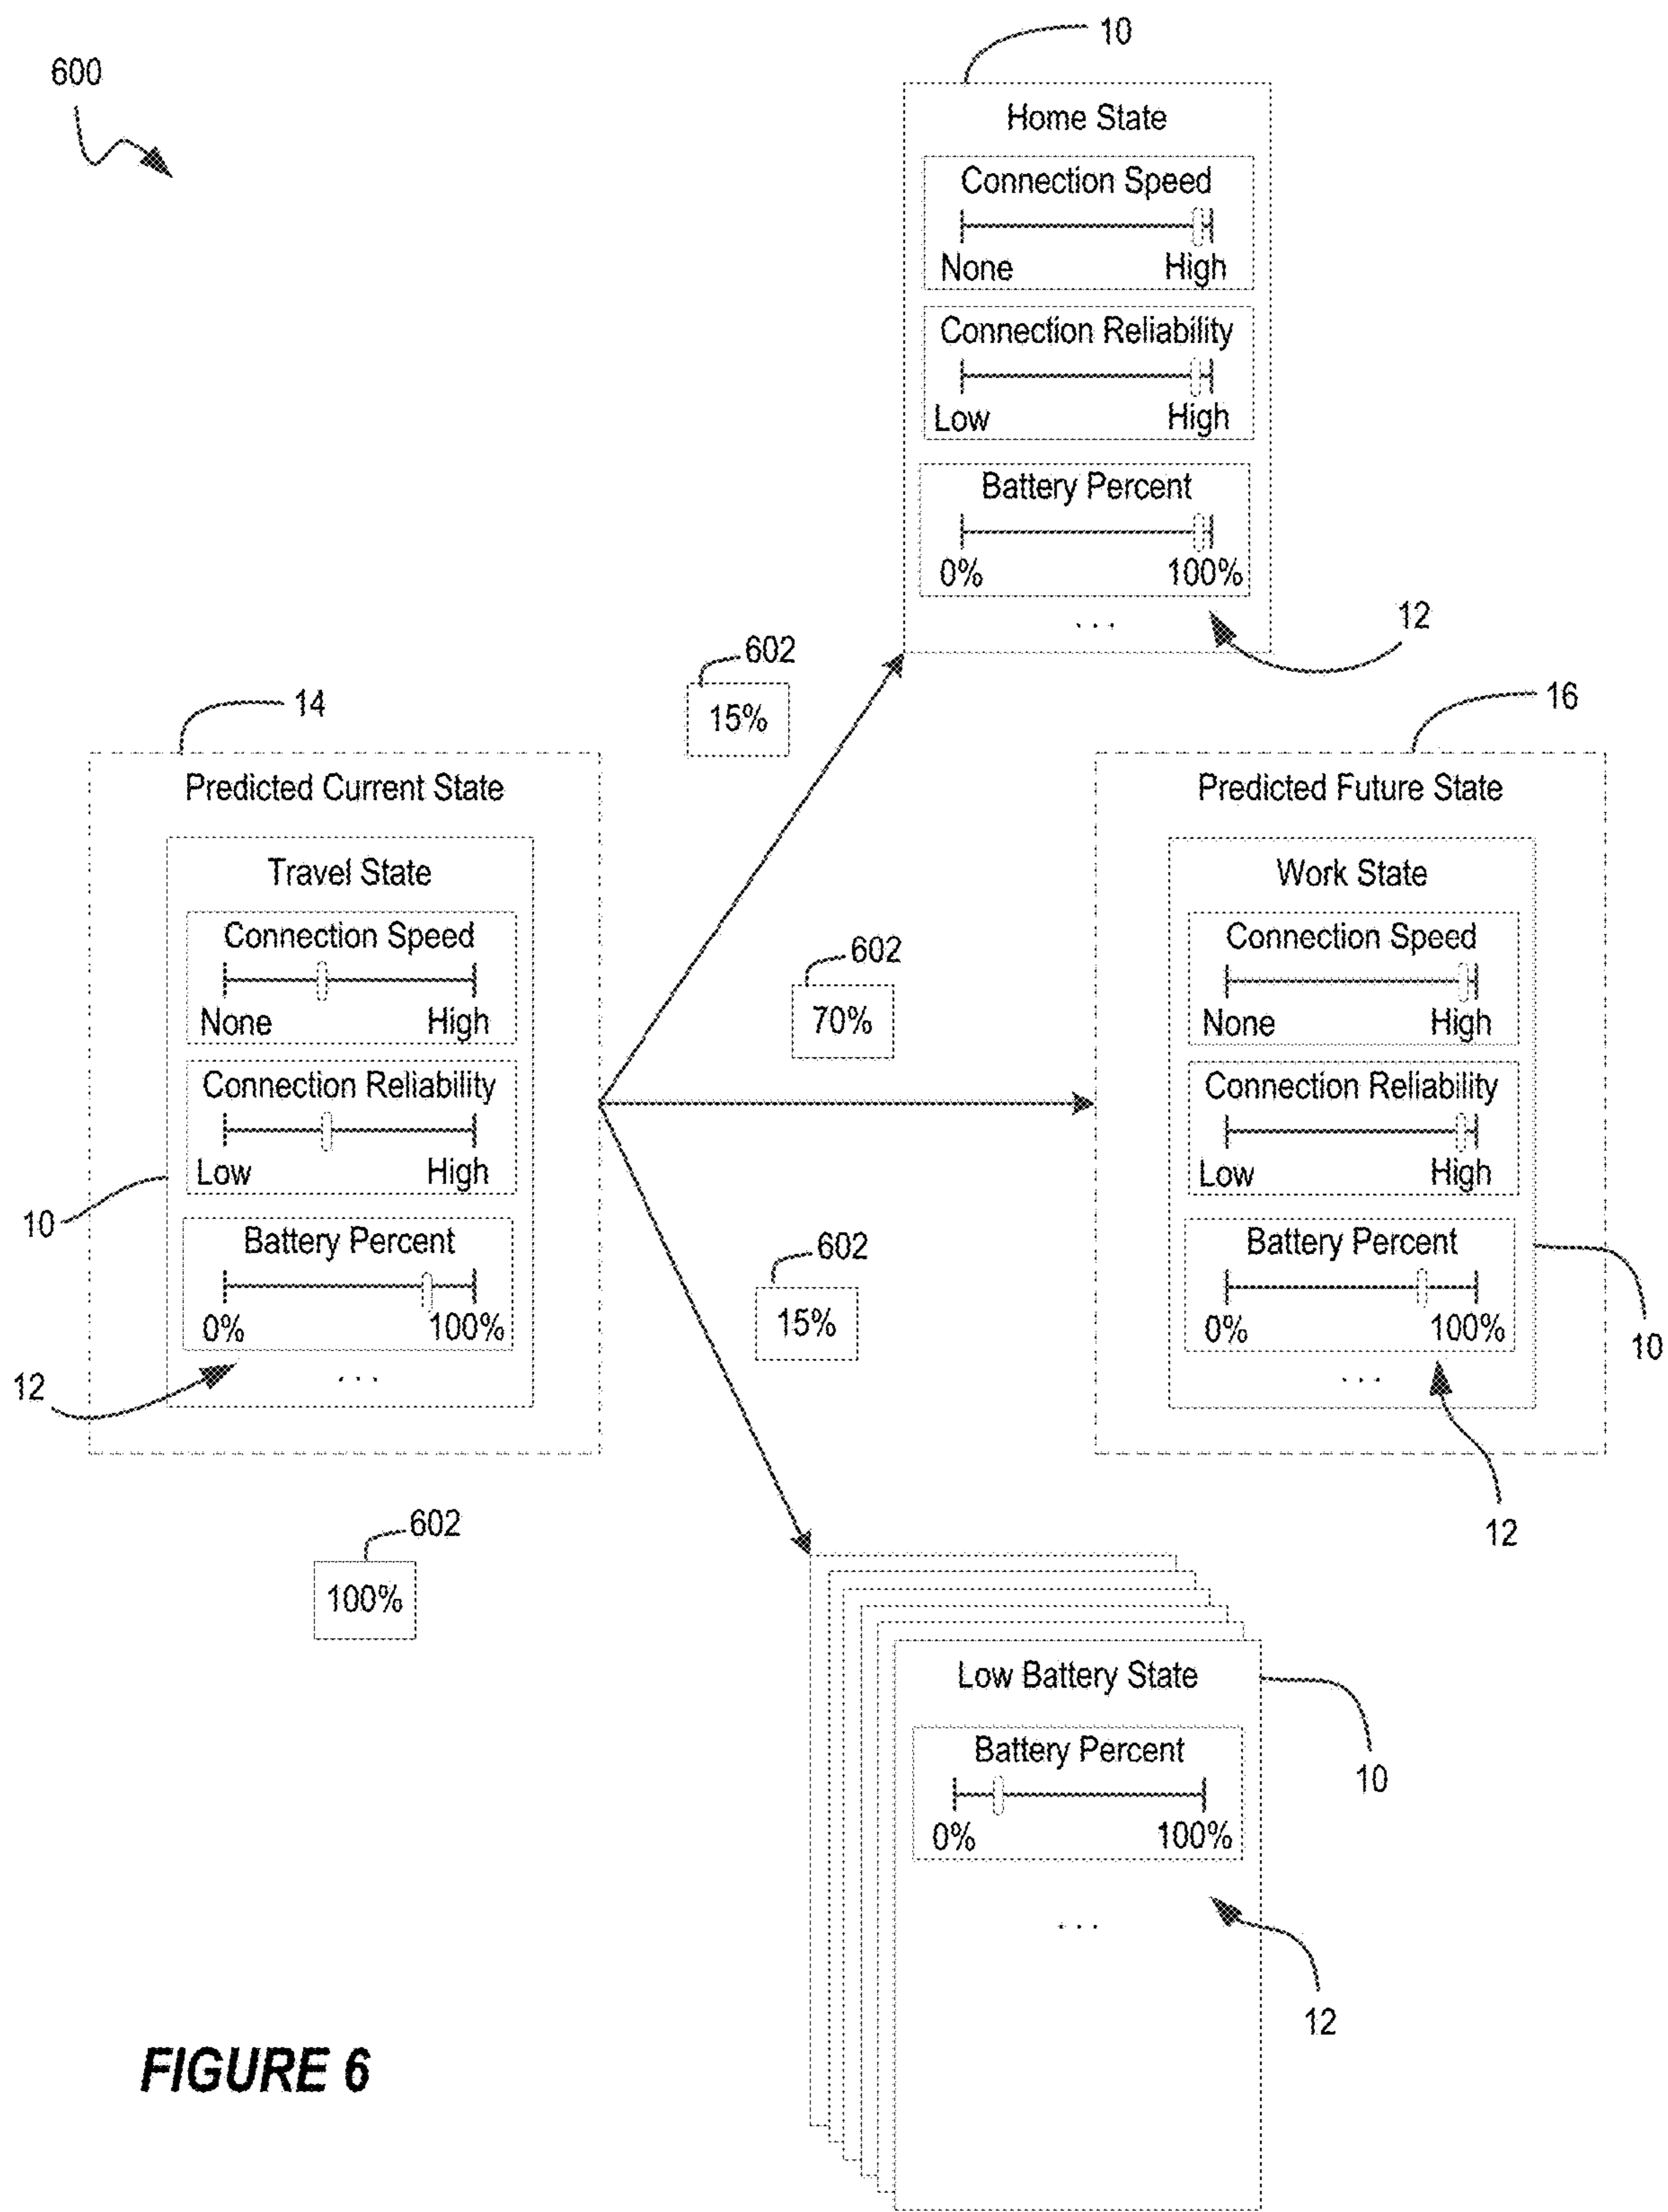 600
10
Home State
Connection Speed
None High
Connection Reliability
Low High
Battery Percent
0% 100%
. . .
12
602
15%
14
Predicted Current State
Travel State
Connection Speed
None High
Connection Reliability
Low High
10
Battery Percent
0% 100%
12
. . .
602
100%
602
70%
602
15%
16
Predicted Future State
Work State
Connection Speed
None High
Connection Reliability
Low High
Battery Percent
0% 100%
10
. . .
12
Low Battery State
10
Battery Percent
0% 100%
. . .
12
FIGURE 6